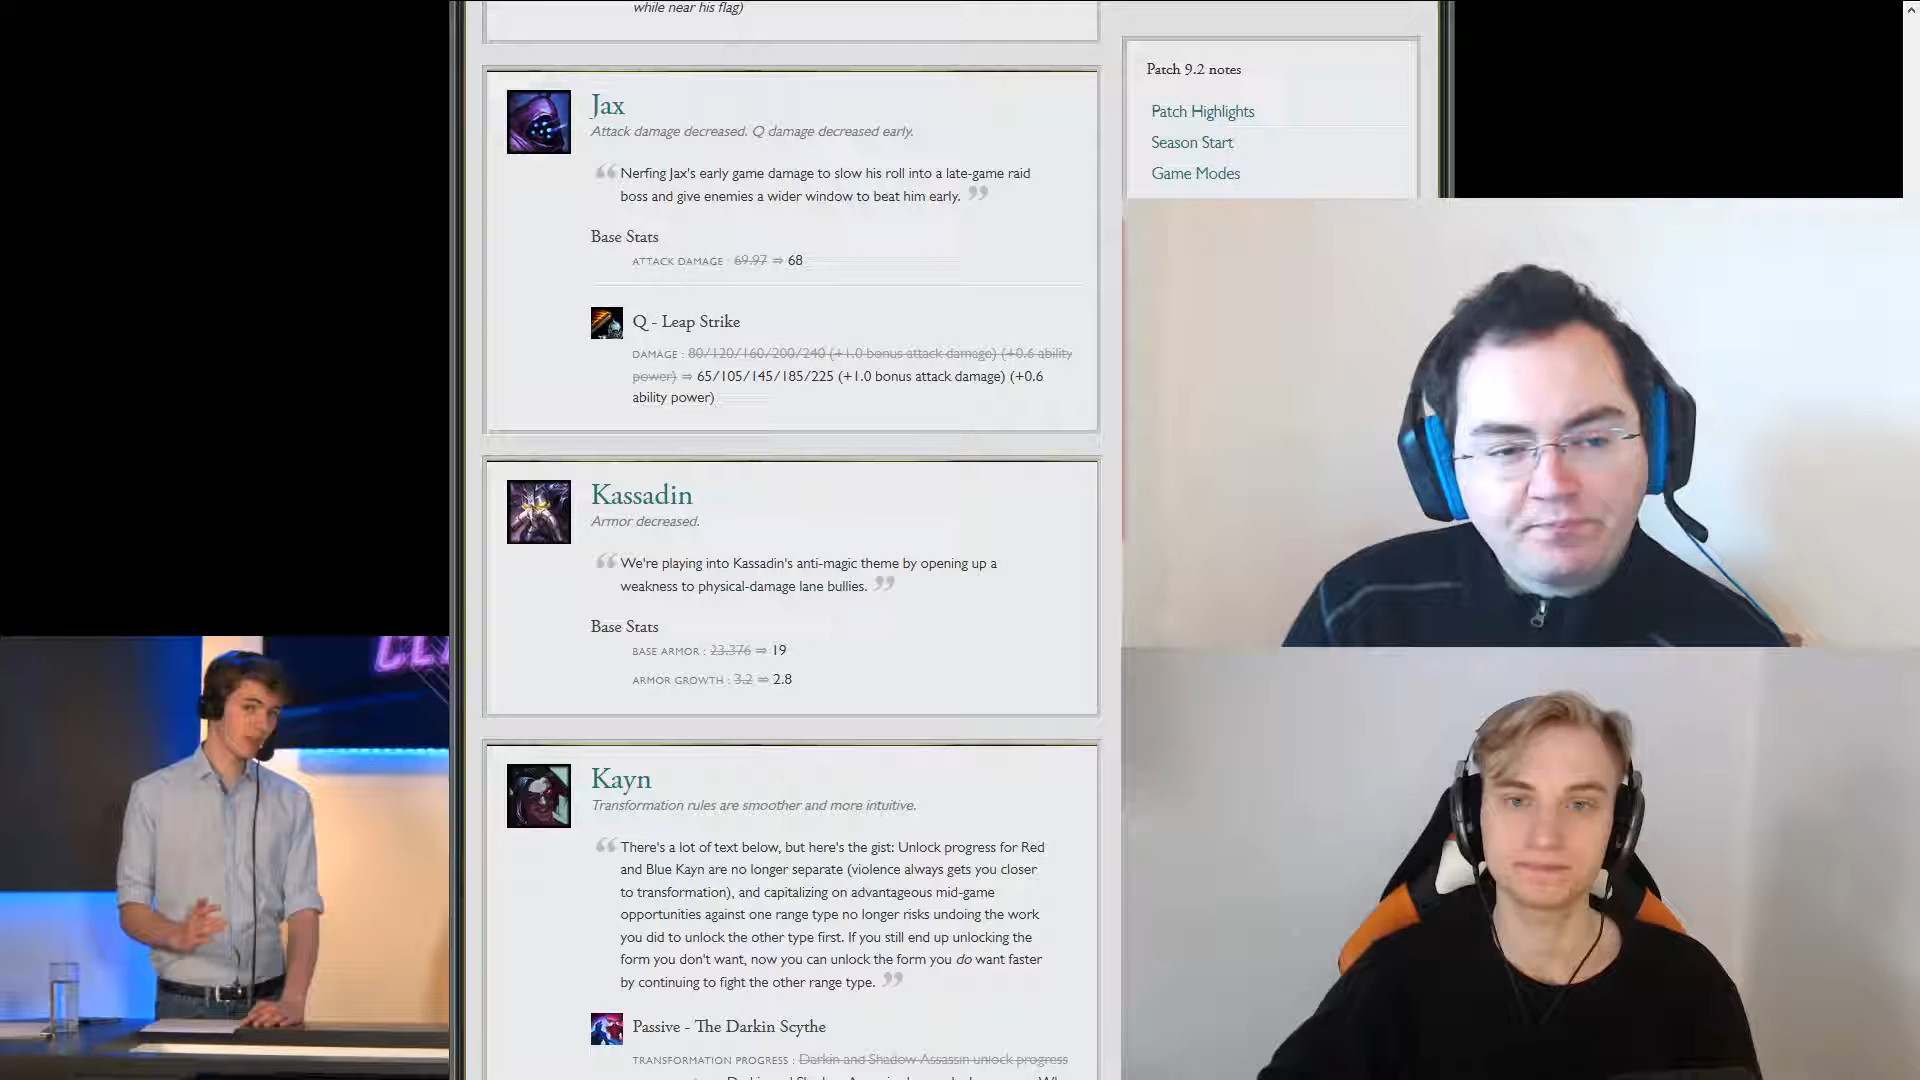 while near his flag)
Jax
Attack damage decreased. Q damage decreased early.
Nerfing Jax's early game damage to slow his roll into a late-game raid
boss and give enemies a wider window to beat him early.
Base Stats
ATTACK DAMAGE : 69.97 ⇒ 68
Q - Leap Strike
DAMAGE : 80/120/160/200/240 (+1.0 bonus attack damage) (+0.6 ability
power) ⇒ 65/105/145/185/225 (+1.0 bonus attack damage) (+0.6
ability power)
Kassadin
Armor decreased.
We're playing into Kassadin's anti-magic theme by opening up a
weakness to physical-damage lane bullies.
Base Stats
BASE ARMOR : 23.376 ⇒ 19
ARMOR GROWTH : 3.2 ⇒ 2.8
Kayn
Transformation rules are smoother and more intuitive.
There's a lot of text below, but here's the gist: Unlock progress for Red
and Blue Kayn are no longer separate (violence always gets you closer
to transformation), and capitalizing on advantageous mid-game
opportunities against one range type no longer risks undoing the work
you did to unlock the other type first. If you still end up unlocking the
form you don't want, now you can unlock the form you do want faster
by continuing to fight the other range type.
Passive - The Darkin Scythe
TRANSFORMATION PROGRESS : Darkin and Shadow Assassin unlock progress
Patch 9.2 notes
Patch Highlights
Season Start
Game Modes